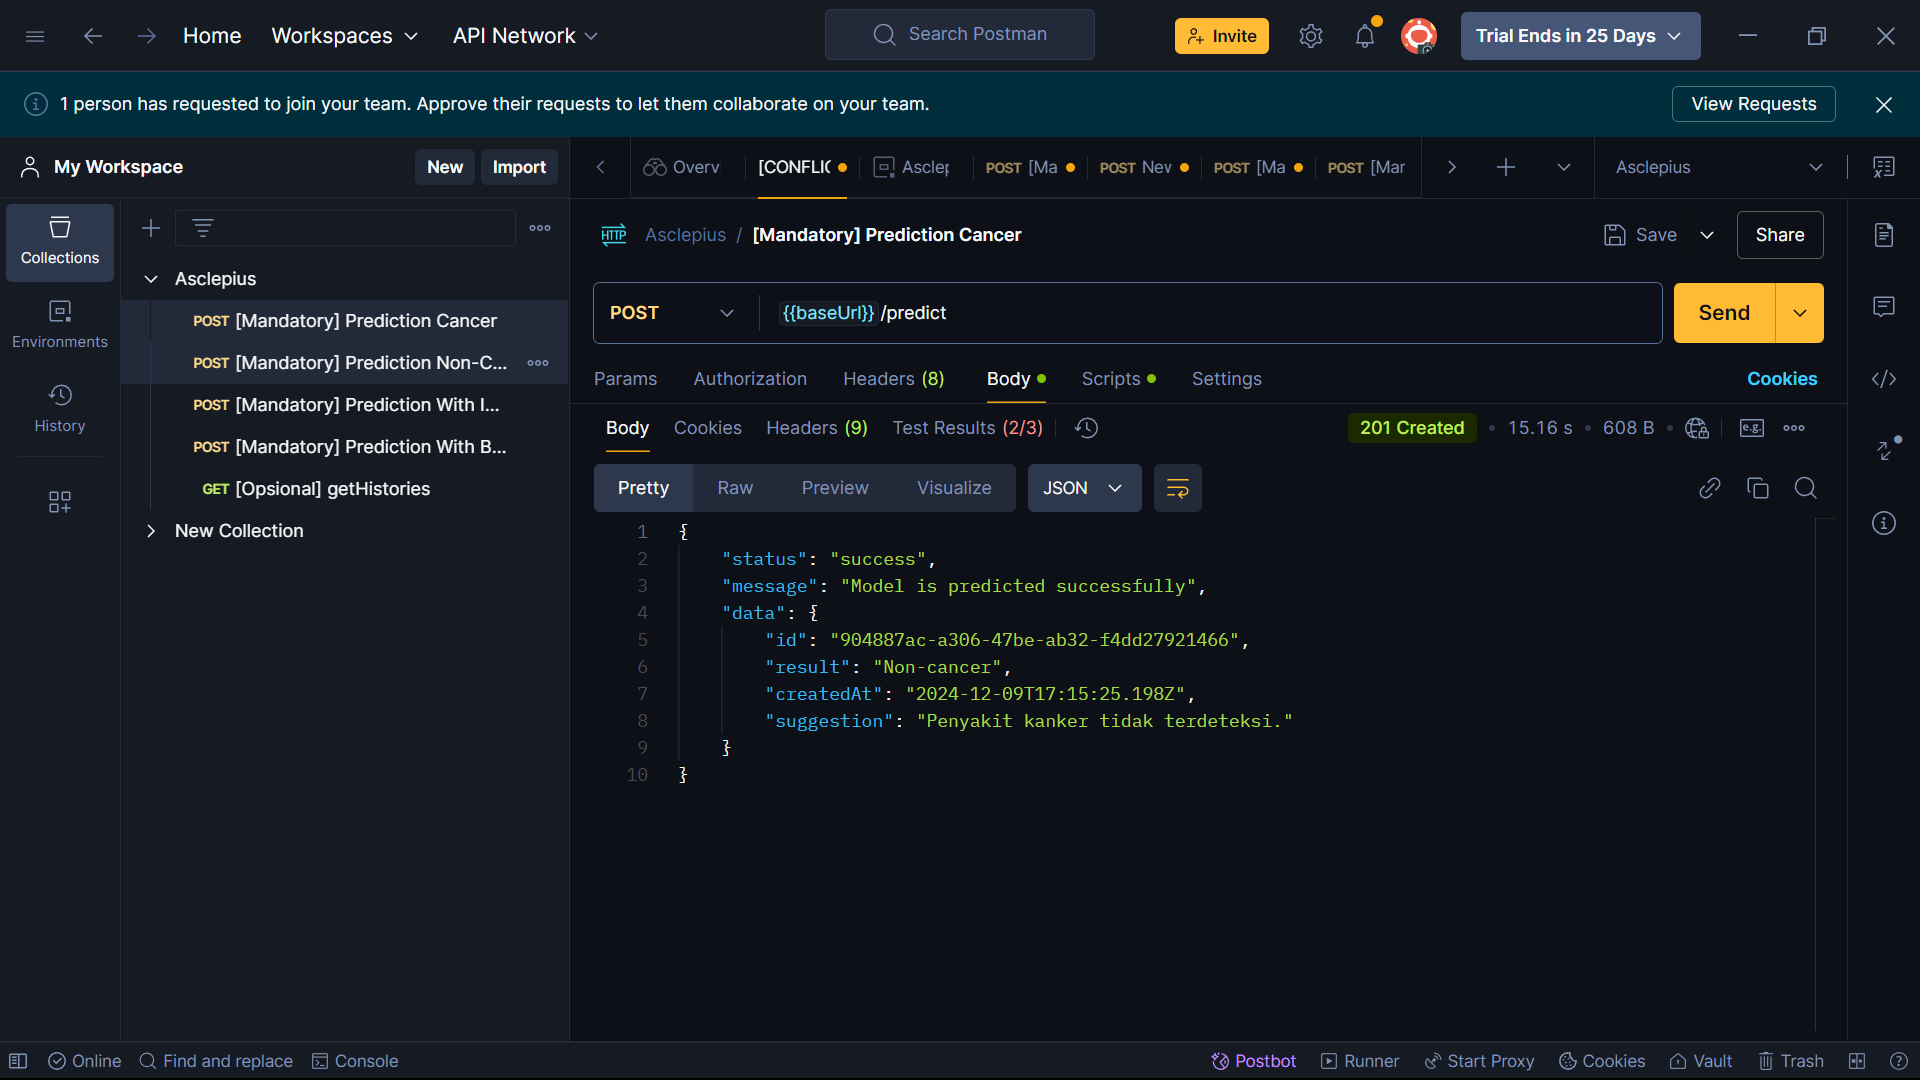 Home
Workspaces
API Network
Search Postman
Invite
Trial Ends in 25 Days
1 person has requested to join your team. Approve their requests to let them collaborate on your team.
View Requests
My Workspace
New
Import
Overv
[CONFLIC
Asclep
POST [Ma
POST Nev
POST [Ma
POST [Mar
Asclepius
Collections
Environments
History
Asclepius
POST [Mandatory] Prediction Cancer
POST [Mandatory] Prediction Non-C...
POST [Mandatory] Prediction With I...
POST [Mandatory] Prediction With B...
GET [Opsional] getHistories
New Collection
HTTP Asclepius / [Mandatory] Prediction Cancer
Save
Share
POST
{{baseUrl}} /predict
Send
Params
Authorization
Headers (8)
Body
Scripts
Settings
Cookies
Body
Cookies
Headers (9)
Test Results (2/3)
201 Created
15.16 s
608 B
e.g.
Pretty
Raw
Preview
Visualize
JSON
1 {
2 "status": "success",
3 "message": "Model is predicted successfully",
4 "data": {
5 "id": "904887ac-a306-47be-ab32-f4dd27921466",
6 "result": "Non-cancer",
7 "createdAt": "2024-12-09T17:15:25.198Z",
8 "suggestion": "Penyakit kanker tidak terdeteksi."
9 }
10 }
Online
Find and replace
Console
Postbot
Runner
Start Proxy
Cookies
Vault
Trash